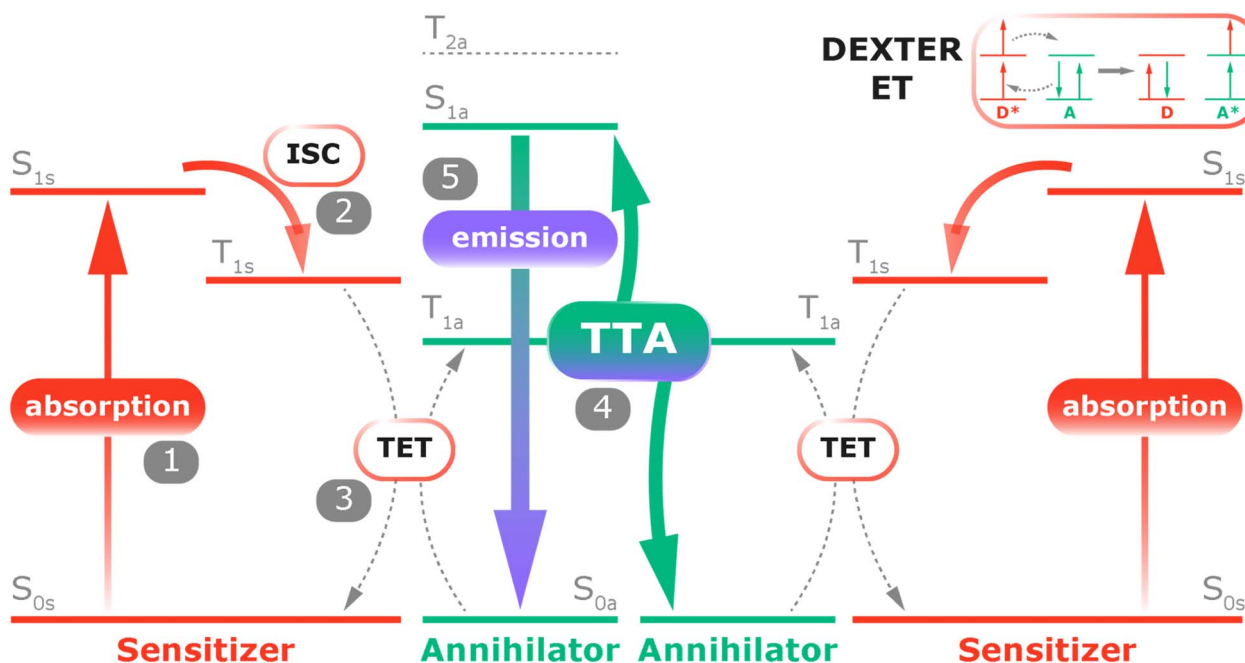 T2a
DEXTER
ET
D*
A
D
A*
S1a
ISC
S1s
S1s
5
2
emission
T1s
T1s
T1a
T1a
TTA
absorption
4
absorption
1
TET
TET
3
S0s
S0a
S0s
Sensitizer
Annihilator
Annihilator
Sensitizer